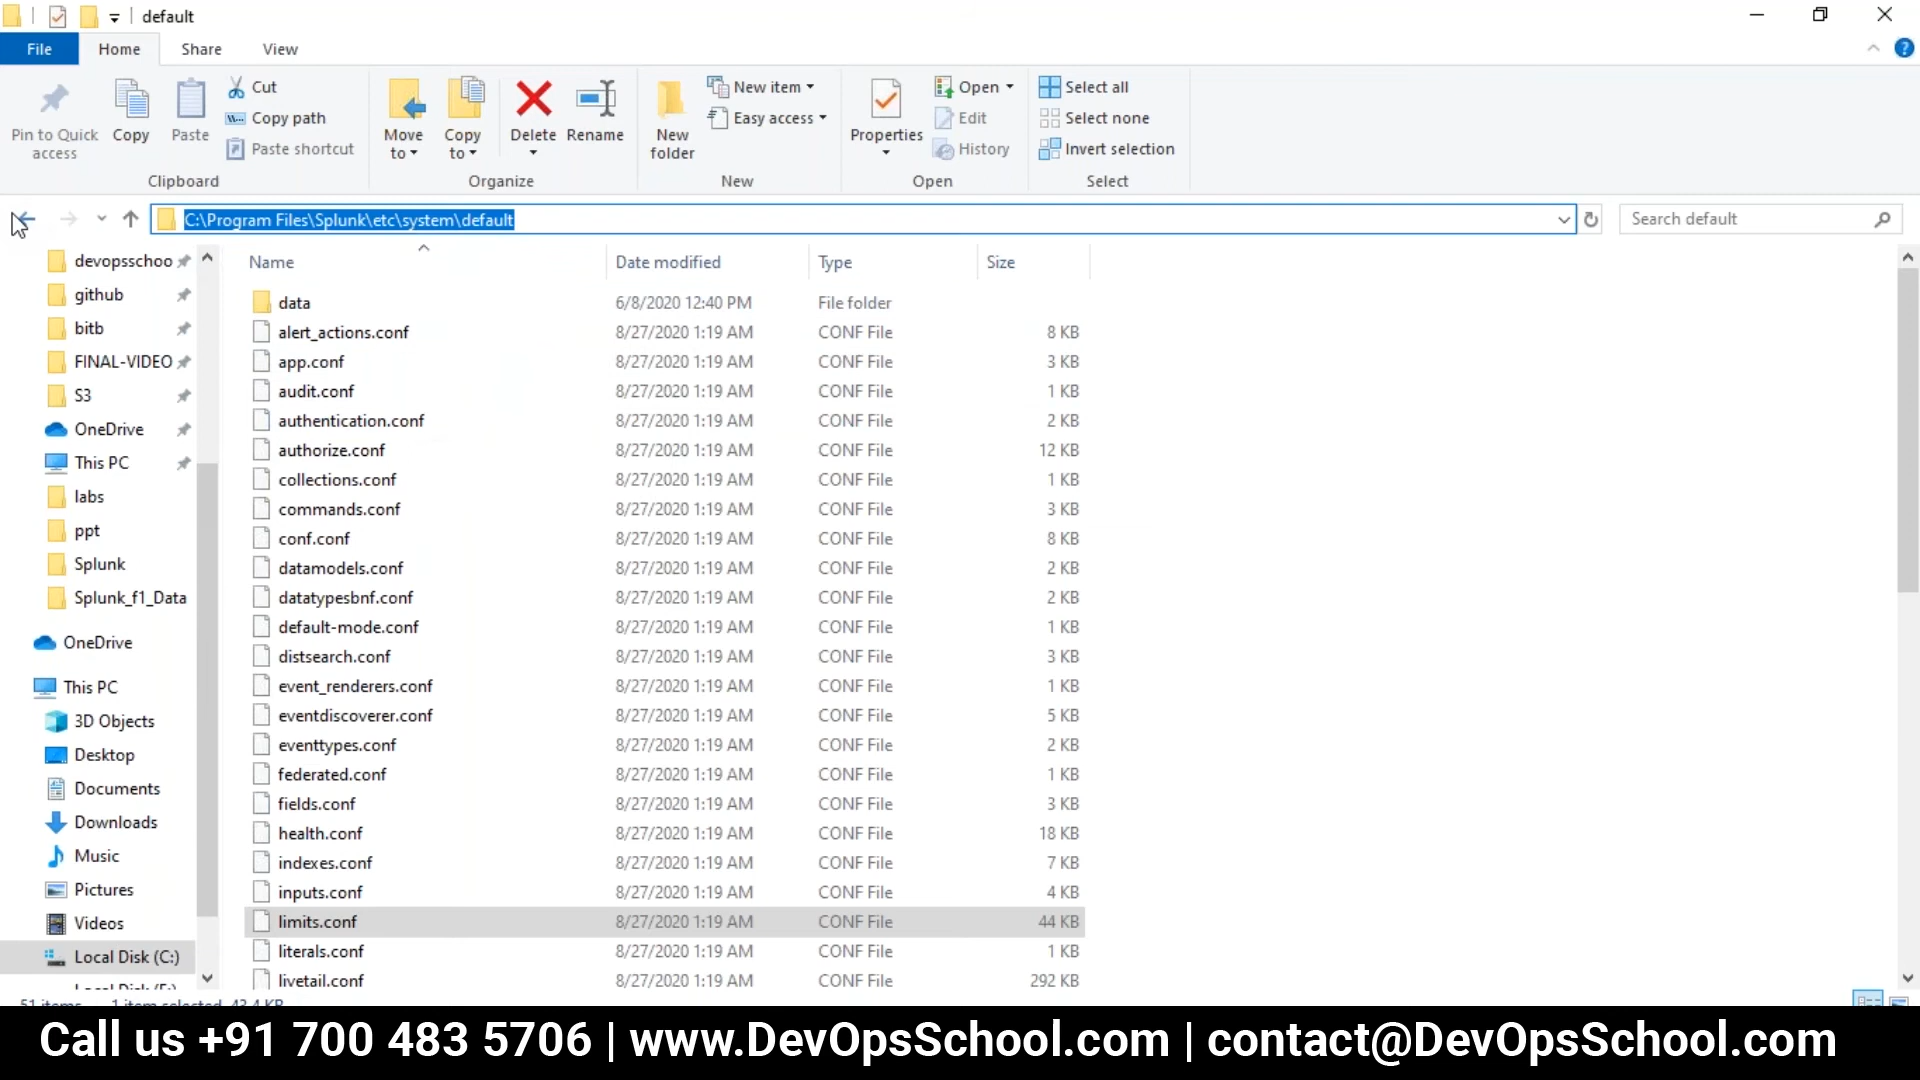 default
File Home Share View
Pin to Quick access
Copy
Paste
Cut
Copy path
Paste shortcut
Clipboard
Move to
Copy to
Delete
Rename
Organize
New folder
New item
Easy access
New
Properties
Open
Edit
History
Open
Select all
Select none
Invert selection
Select
C:\Program Files\Splunk\etc\system\default
Search default
devopsschoo
github
bitb
FINAL-VIDEO
S3
OneDrive
This PC
labs
ppt
Splunk
Splunk_f1_Data
OneDrive
This PC
3D Objects
Desktop
Documents
Downloads
Music
Pictures
Videos
Local Disk (C:)
Name Date modified Type Size
data 6/8/2020 12:40 PM File folder
alert_actions.conf 8/27/2020 1:19 AM CONF File 8 KB
app.conf 8/27/2020 1:19 AM CONF File 3 KB
audit.conf 8/27/2020 1:19 AM CONF File 1 KB
authentication.conf 8/27/2020 1:19 AM CONF File 2 KB
authorize.conf 8/27/2020 1:19 AM CONF File 12 KB
collections.conf 8/27/2020 1:19 AM CONF File 1 KB
commands.conf 8/27/2020 1:19 AM CONF File 3 KB
conf.conf 8/27/2020 1:19 AM CONF File 8 KB
datamodels.conf 8/27/2020 1:19 AM CONF File 2 KB
datatypesbnf.conf 8/27/2020 1:19 AM CONF File 2 KB
default-mode.conf 8/27/2020 1:19 AM CONF File 1 KB
distsearch.conf 8/27/2020 1:19 AM CONF File 3 KB
event_renderers.conf 8/27/2020 1:19 AM CONF File 1 KB
eventdiscoverer.conf 8/27/2020 1:19 AM CONF File 5 KB
eventtypes.conf 8/27/2020 1:19 AM CONF File 2 KB
federated.conf 8/27/2020 1:19 AM CONF File 1 KB
fields.conf 8/27/2020 1:19 AM CONF File 3 KB
health.conf 8/27/2020 1:19 AM CONF File 18 KB
indexes.conf 8/27/2020 1:19 AM CONF File 7 KB
inputs.conf 8/27/2020 1:19 AM CONF File 4 KB
limits.conf 8/27/2020 1:19 AM CONF File 44 KB
literals.conf 8/27/2020 1:19 AM CONF File 1 KB
livetail.conf 8/27/2020 1:19 AM CONF File 292 KB
51 items 1 item selected 43.4 KB
Call us +91 700 483 5706 | www.DevOpsSchool.com | contact@DevOpsSchool.com